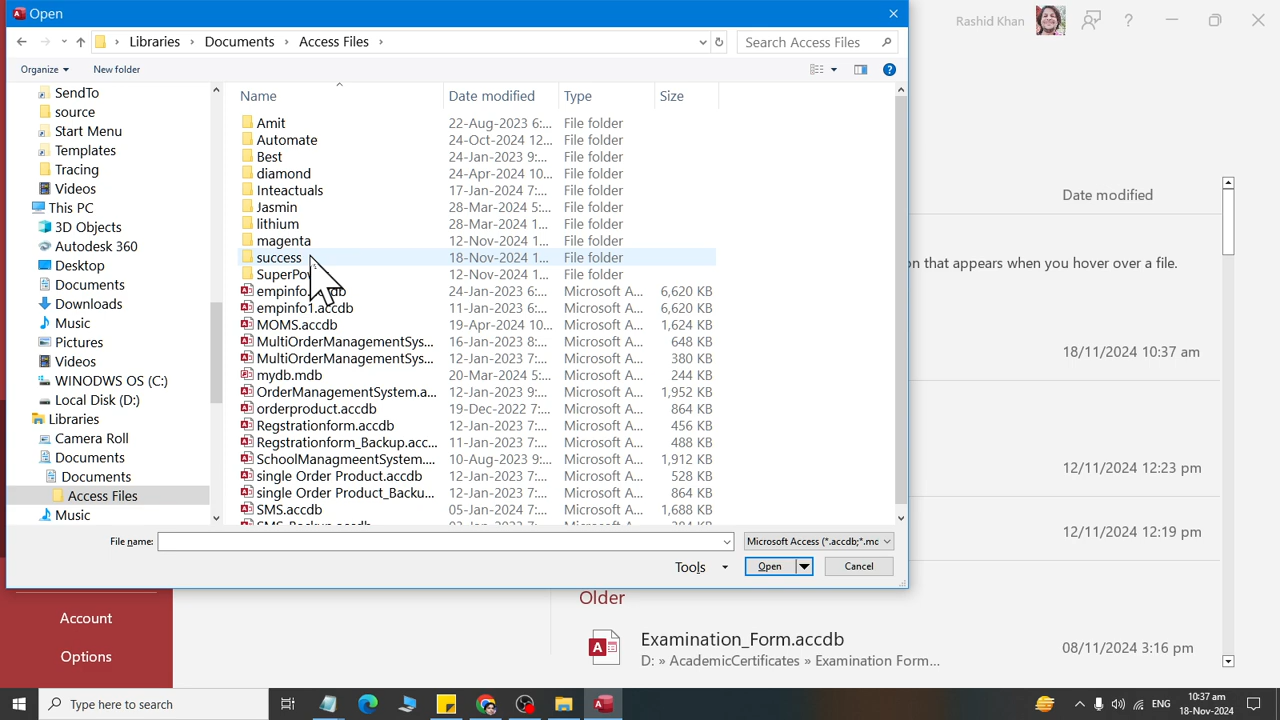 Open
Rashid Khan
Libraries > Documents > Access Files >
Search Access Files
Organize
New folder
SendTo
source
Start Menu
Templates
Tracing
Videos
This PC
3D Objects
Autodesk 360
Desktop
Documents
Downloads
Music
Pictures
Videos
WINODWS OS (C:)
Local Disk (D:)
Libraries
Camera Roll
Documents
Documents
Access Files
Music
Name Date modified Type Size
Amit 22-Aug-2023 6:... File folder
Automate 24-Oct-2024 12... File folder
Best 24-Jan-2023 9:... File folder
diamond 24-Apr-2024 10... File folder
Inteactuals 17-Jan-2024 7:... File folder
Jasmin 28-Mar-2024 5:... File folder
lithium 28-Mar-2024 1... File folder
magenta 12-Nov-2024 1... File folder
success 18-Nov-2024 1... File folder
SuperPo 12-Nov-2024 1... File folder
empinfo 24-Jan-2023 6:... Microsoft A... 6,620 KB
empinfo1.accdb 11-Jan-2023 6:... Microsoft A... 6,620 KB
MOMS.accdb 19-Apr-2024 10... Microsoft A... 1,624 KB
MultiOrderManagementSys... 16-Jan-2023 8:... Microsoft A... 648 KB
MultiOrderManagementSys... 12-Jan-2023 7:... Microsoft A... 380 KB
mydb.mdb 20-Mar-2024 5:... Microsoft A... 244 KB
OrderManagementSystem.a... 12-Jan-2023 9:... Microsoft A... 1,952 KB
orderproduct.accdb 19-Dec-2022 7:... Microsoft A... 864 KB
Regstrationform.accdb 12-Jan-2023 7:... Microsoft A... 456 KB
Regstrationform_Backup.acc... 11-Jan-2023 7:... Microsoft A... 488 KB
SchoolManagmeentSystem.... 10-Aug-2023 9:... Microsoft A... 1,912 KB
single Order Product.accdb 12-Jan-2023 7:... Microsoft A... 528 KB
single Order Product_Backu... 12-Jan-2023 7:... Microsoft A... 864 KB
SMS.accdb 05-Jan-2024 7:... Microsoft A... 1,688 KB
File name:
Microsoft Access (*.accdb;*.mc
Tools Open Cancel
Date modified
on that appears when you hover over a file.
18/11/2024 10:37 am
12/11/2024 12:23 pm
12/11/2024 12:19 pm
Older
Examination_Form.accdb
D: » AcademicCertificates » Examination Form...
08/11/2024 3:16 pm
Account
Options
Type here to search
ENG
10:37 am
18-Nov-2024